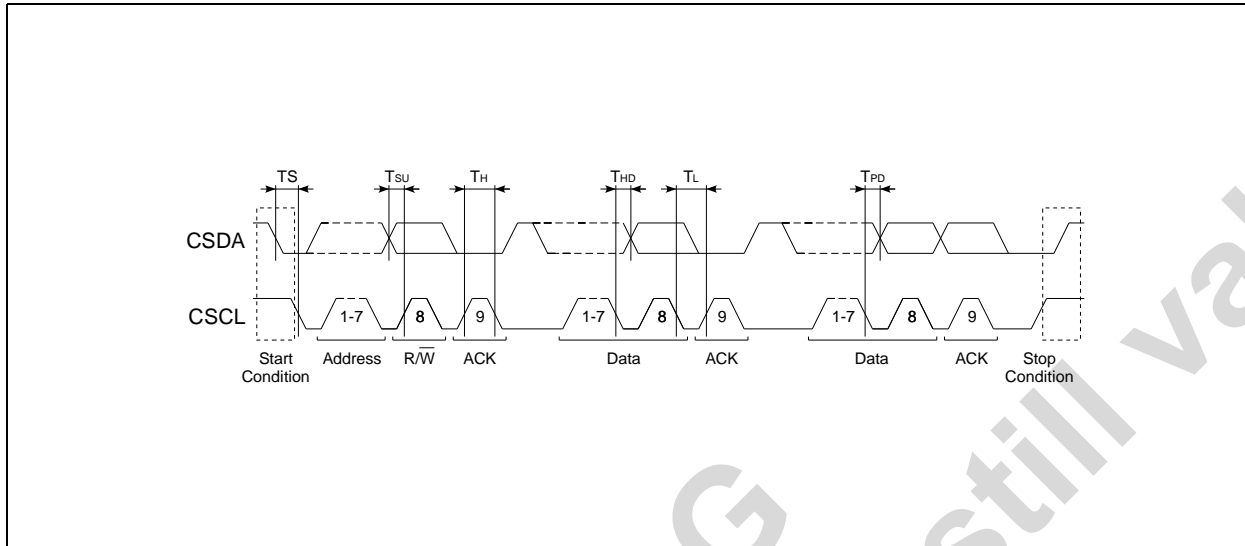 TS TSU TH THD TL TPD
CSDA
CSCL 1-7 8 9 1-7 8 9 1-7 8 9
Start Condition Address R/W̅ ACK Data ACK Data ACK Stop Condition
G
still